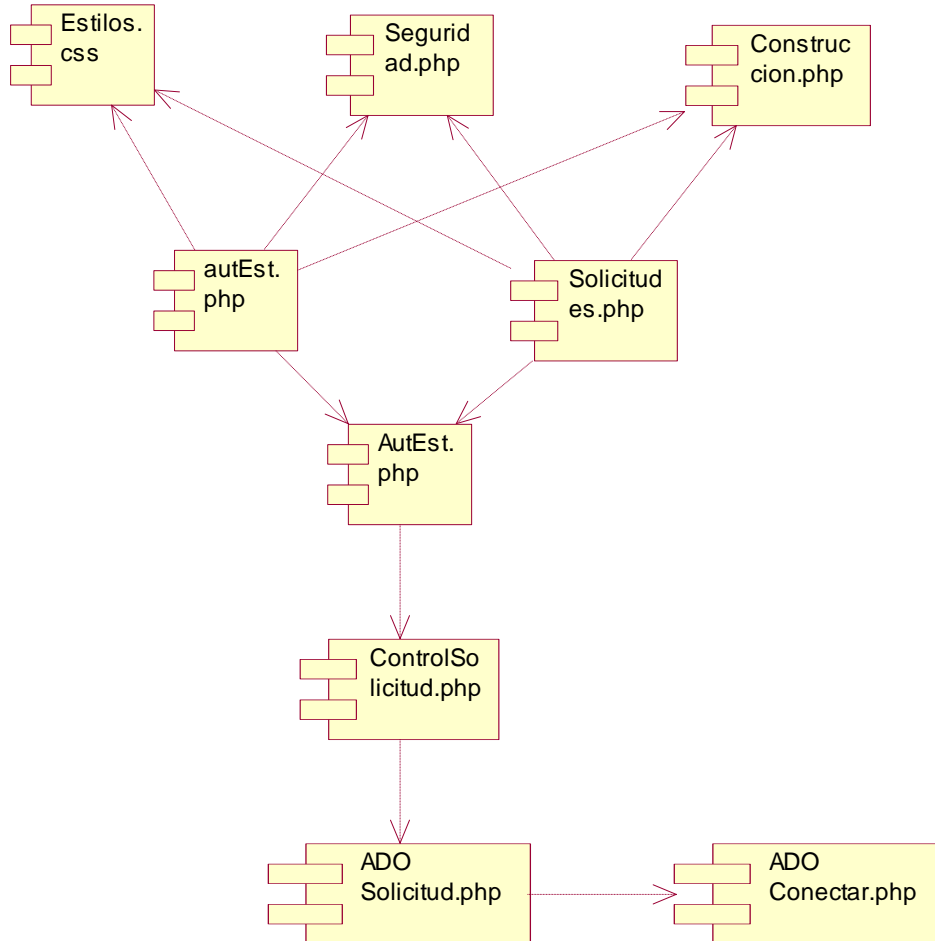 Estilos.
css
Segurid
ad.php
Construc
cion.php
autEst.
php
Solicitud
es.php
AutEst.
php
ControlSo
licitud.php
ADO
Solicitud.php
ADO
Conectar.php